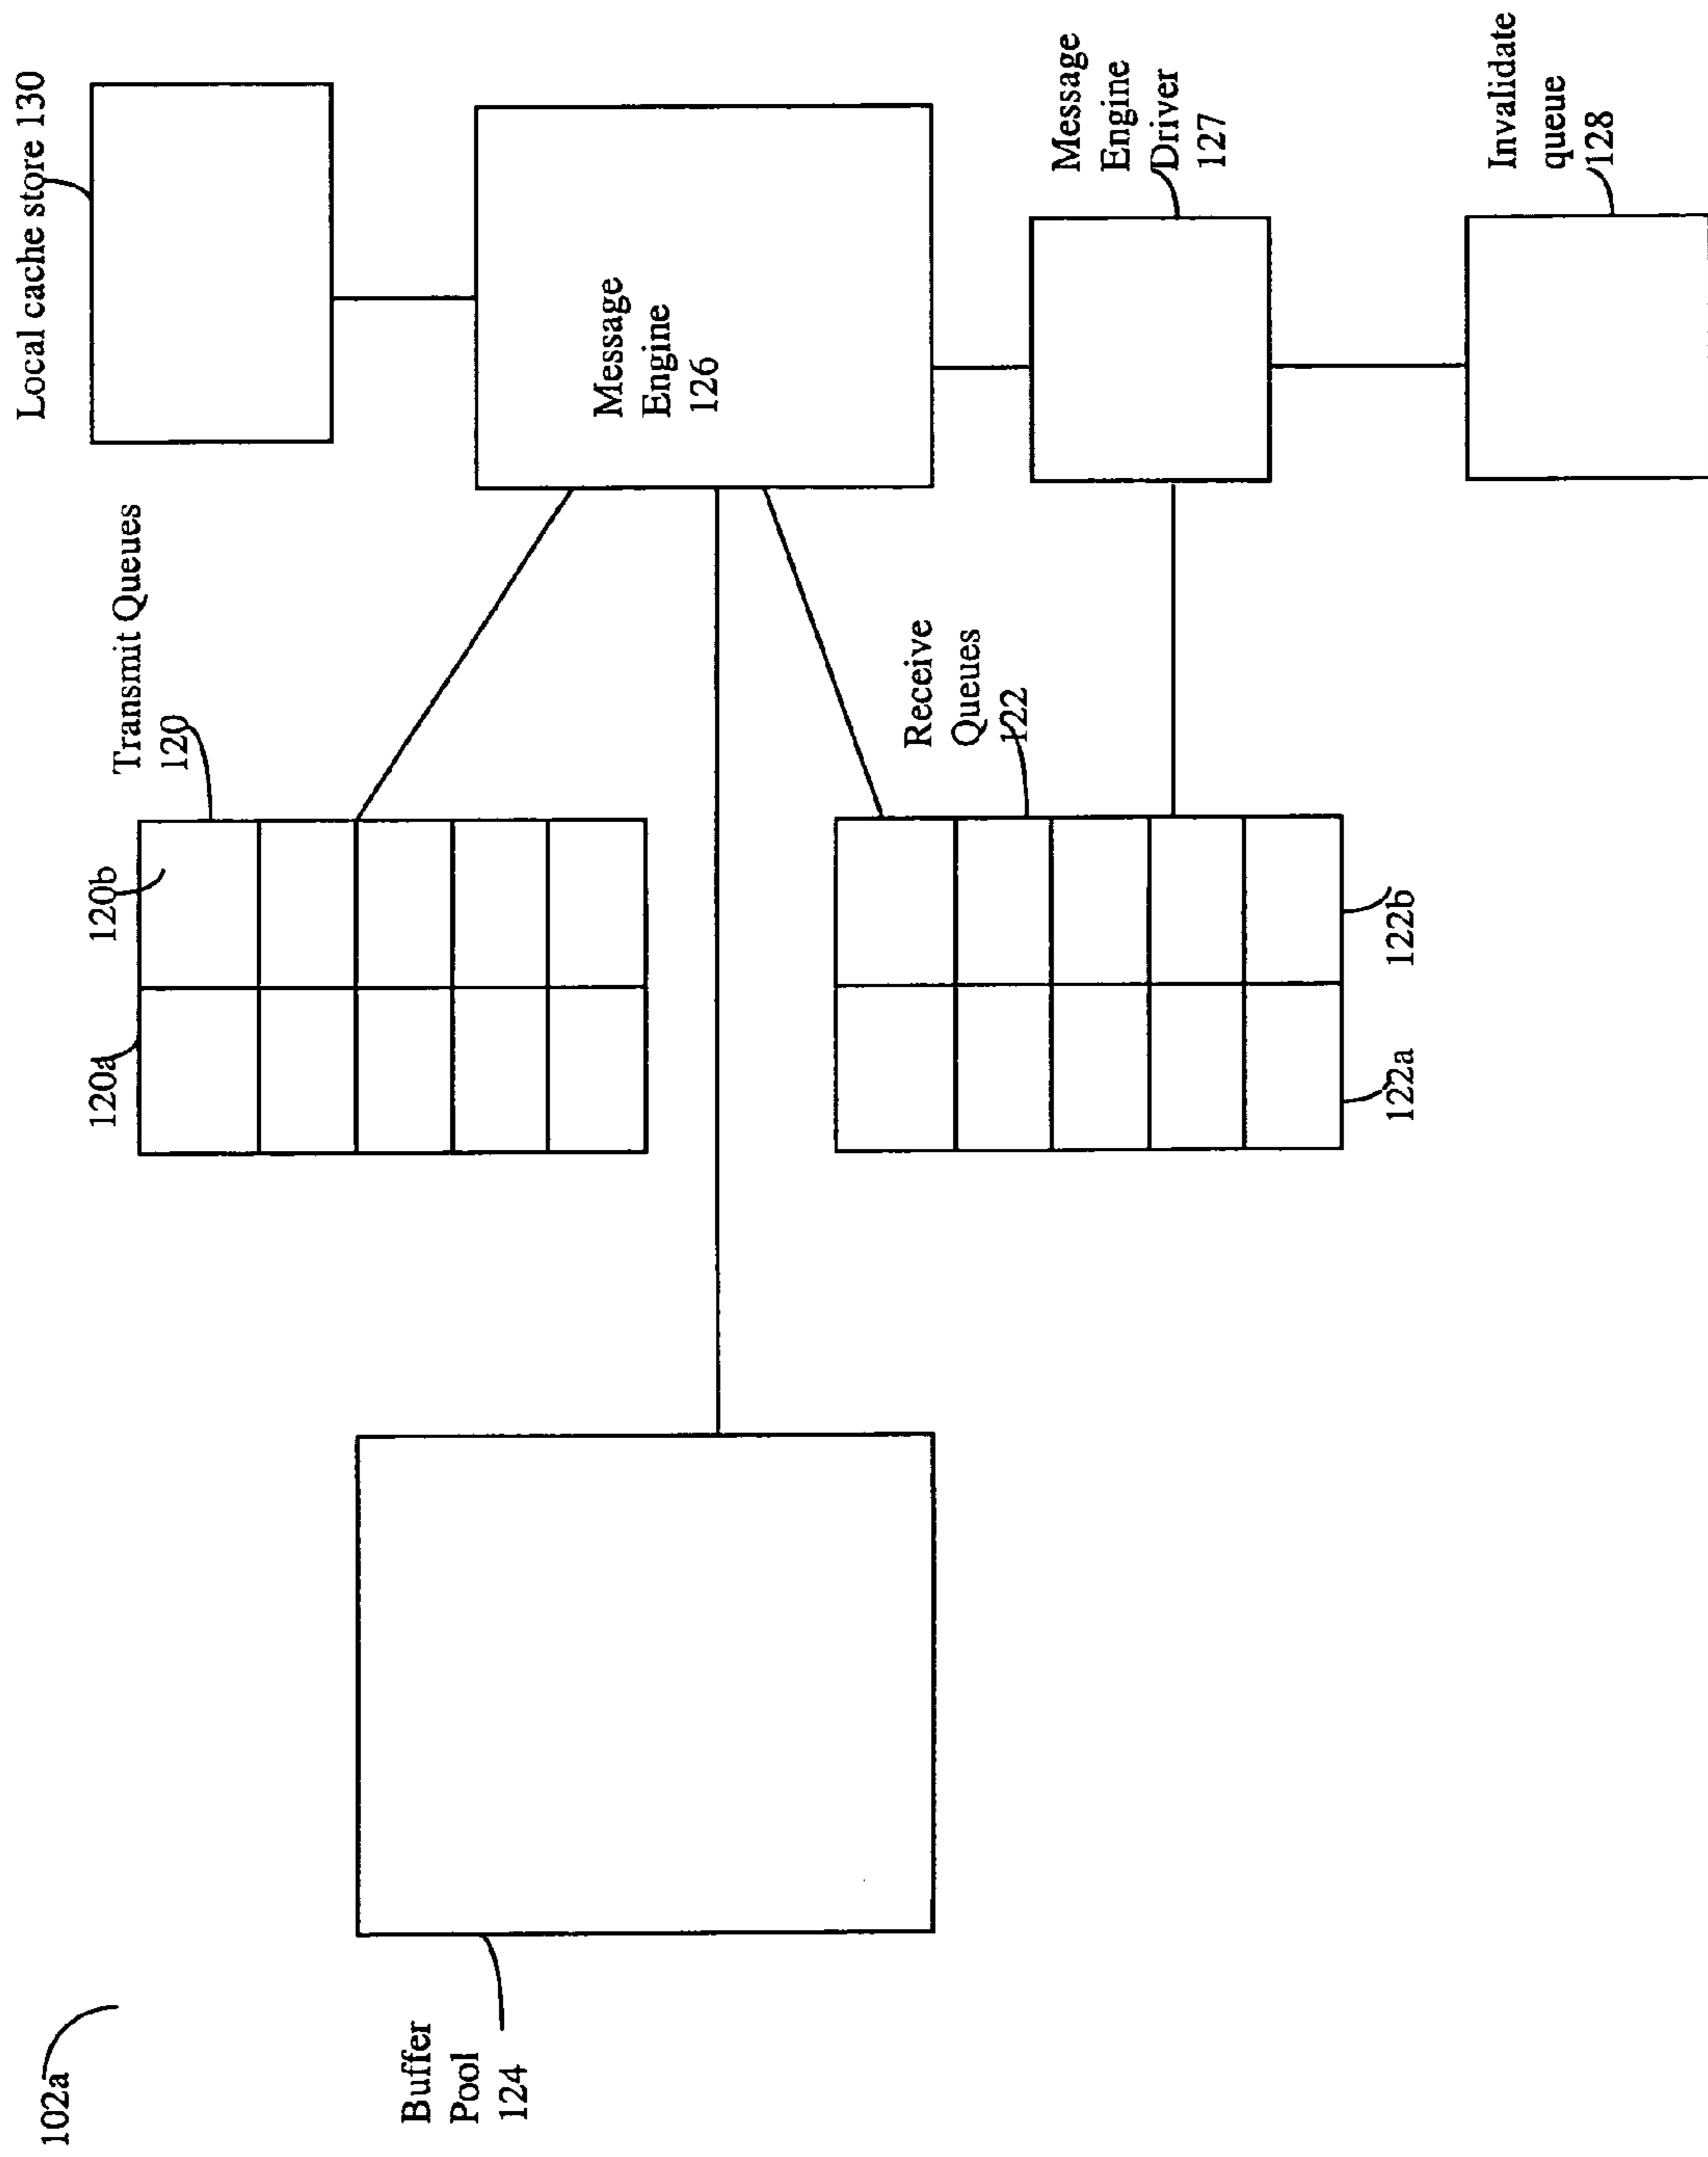 102a
Buffer
Pool
124
120a
120b
Transmit Queues
120
Local cache store 130
Message
Engine
126
Receive
Queues
122
122a
122b
Message
Engine
Driver
127
Invalidate
queue
128